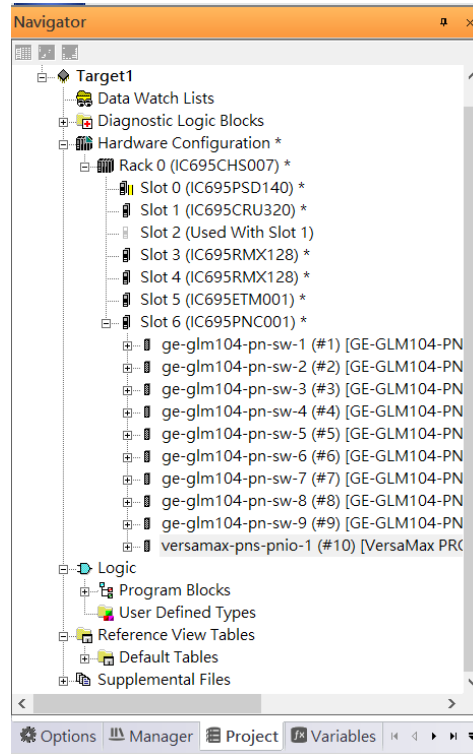 Navigator
Target1
Data Watch Lists
Diagnostic Logic Blocks
Hardware Configuration *
Rack 0 (IC695CHS007) *
Slot 0 (IC695PSD140) *
Slot 1 (IC695CRU320) *
Slot 2 (Used With Slot 1)
Slot 3 (IC695RMX128) *
Slot 4 (IC695RMX128) *
Slot 5 (IC695ETM001) *
Slot 6 (IC695PNC001) *
ge-glm104-pn-sw-1 (#1) [GE-GLM104-PN
ge-glm104-pn-sw-2 (#2) [GE-GLM104-PN
ge-glm104-pn-sw-3 (#3) [GE-GLM104-PN
ge-glm104-pn-sw-4 (#4) [GE-GLM104-PN
ge-glm104-pn-sw-5 (#5) [GE-GLM104-PN
ge-glm104-pn-sw-6 (#6) [GE-GLM104-PN
ge-glm104-pn-sw-7 (#7) [GE-GLM104-PN
ge-glm104-pn-sw-8 (#8) [GE-GLM104-PN
ge-glm104-pn-sw-9 (#9) [GE-GLM104-PN
versamax-pns-pnio-1 (#10) [VersaMax PRO
Logic
Program Blocks
User Defined Types
Reference View Tables
Default Tables
Supplemental Files
Options Manager Project Variables